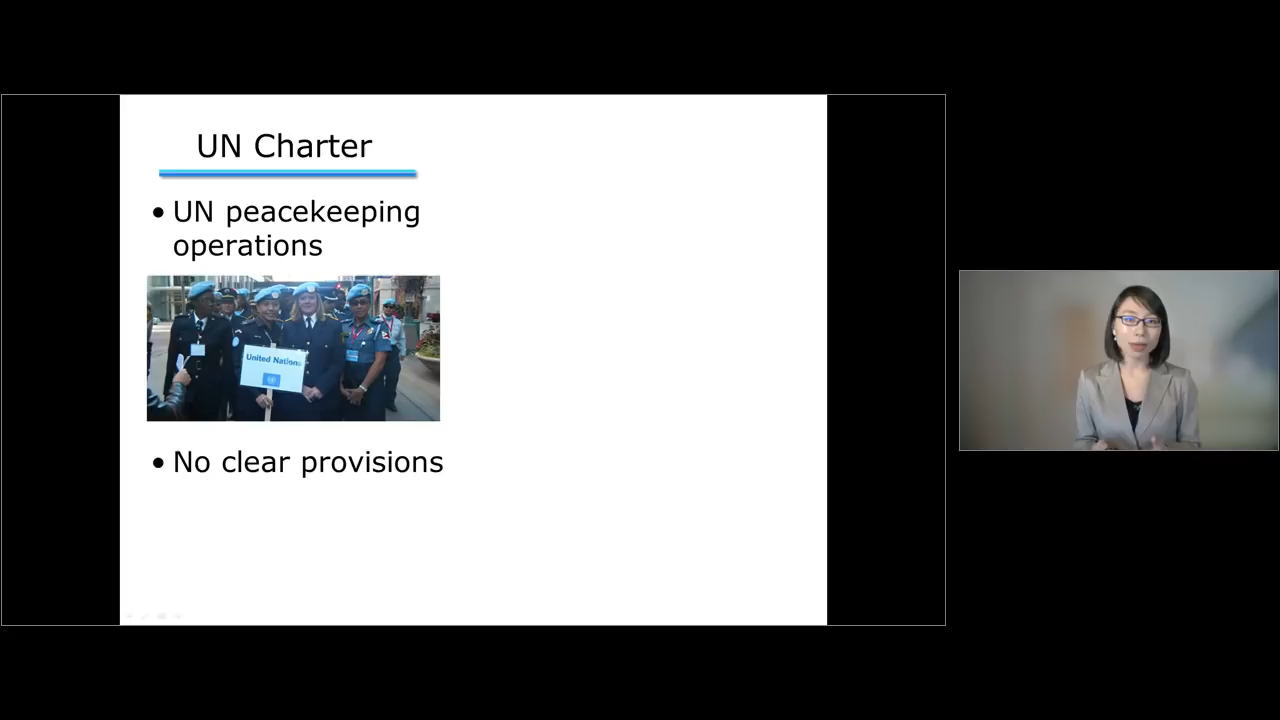 UN Charter
• UN peacekeeping
operations
United Nations
• No clear provisions